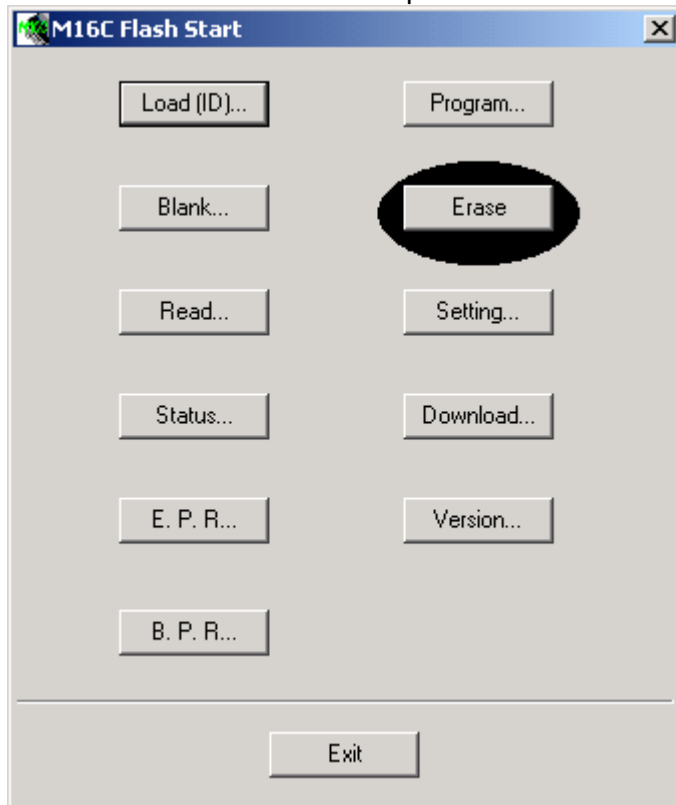 M16C Flash Start
Load (ID)... Program...
Blank... Erase
Read... Setting...
Status... Download...
E. P. R... Version...
B. P. R...
Exit